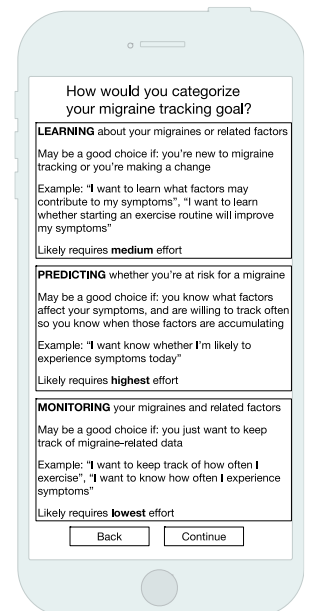 How would you categorize
your migraine tracking goal?
LEARNING about your migraines or related factors
May be a good choice if: you're new to migraine
tracking or you're making a change
Example: “I want to learn what factors may
contribute to my symptoms”, “I want to learn
whether starting an exercise routine will improve
my symptoms”
Likely requires medium effort
PREDICTING whether you're at risk for a migraine
May be a good choice if: you know what factors
affect your symptoms, and are willing to track often
so you know when those factors are accumulating
Example: “I want know whether I'm likely to
experience symptoms today”
Likely requires highest effort
MONITORING your migraines and related factors
May be a good choice if: you just want to keep
track of migraine–related data
Example: “I want to keep track of how often I
exercise”, “I want to know how often I experience
symptoms”
Likely requires lowest effort
Back Continue